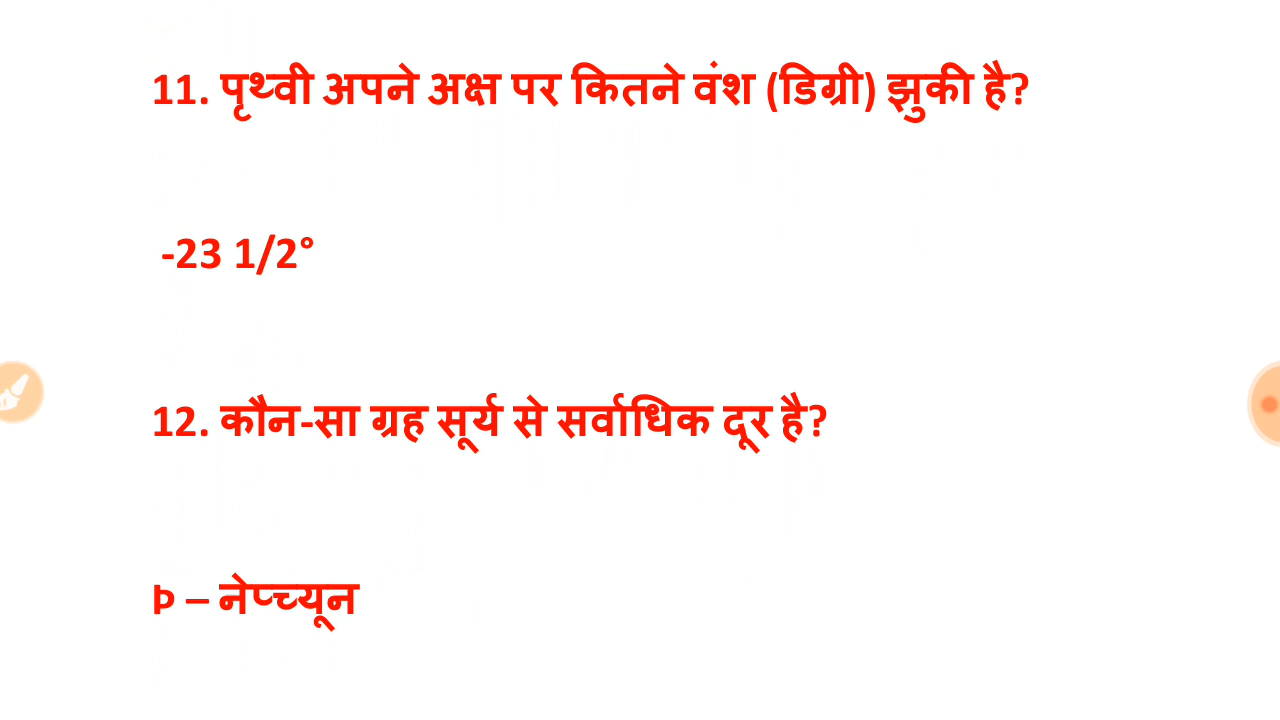 11. पृथ्वी अपने अक्ष पर कितने वंश (डिग्री) झुकी है?
-23 1/2°
12. कौन-सा ग्रह सूर्य से सर्वाधिक दूर है?
Þ – नेप्च्यून